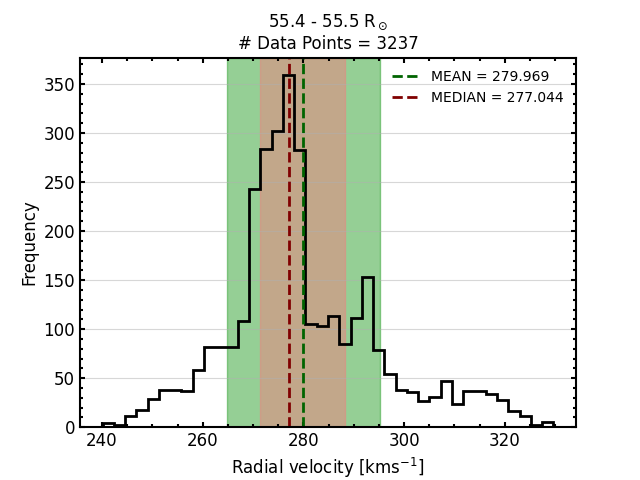 55.4 - 55.5 R⊙
# Data Points = 3237
MEAN = 279.969
MEDIAN = 277.044
Frequency
350
300
250
200
150
100
50
0
240 260 280 300 320
Radial velocity [kms⁻¹]